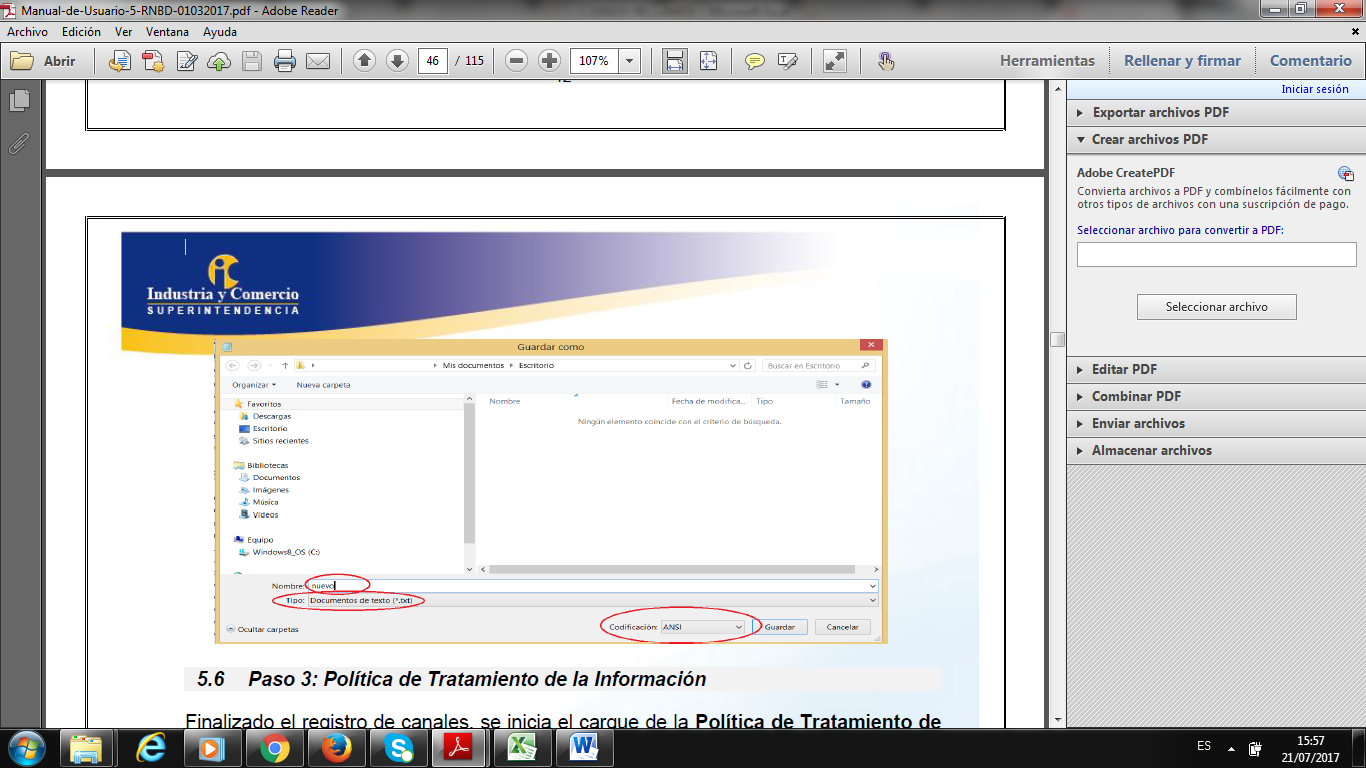 Manual-de-Usuario-5-RNBD-01032017.pdf - Adobe Reader
Archivo Edición Ver Ventana Ayuda
Abrir 46 / 115 107% Herramientas Rellenar y firmar Comentario
Iniciar sesión
Exportar archivos PDF
Crear archivos PDF
Adobe CreatePDF
Convierta archivos a PDF y combínelos fácilmente con
otros tipos de archivos con una suscripción de pago.
Seleccionar archivo para convertir a PDF:
Seleccionar archivo
Editar PDF
Combinar PDF
Enviar archivos
Almacenar archivos
Industria y Comercio
SUPERINTENDENCIA
Guardar como
Mis documentos Escritorio Buscar en Escritorio
Organizar Nueva carpeta
Nombre Fecha de modifica... Tipo Tamaño
Ningún elemento coincide con el criterio de búsqueda.
Favoritos
Descargas
Escritorio
Sitios recientes
Bibliotecas
Documentos
Imágenes
Música
Vídeos
Equipo
Windows8_OS (C:)
Nombre: nuevo
Tipo: Documentos de texto (*.txt)
Ocultar carpetas Codificación: ANSI Guardar Cancelar
5.6 Paso 3: Política de Tratamiento de la Información
Finalizado el registro de canales, se inicia el cargue de la Política de Tratamiento de
ES 15:57
21/07/2017